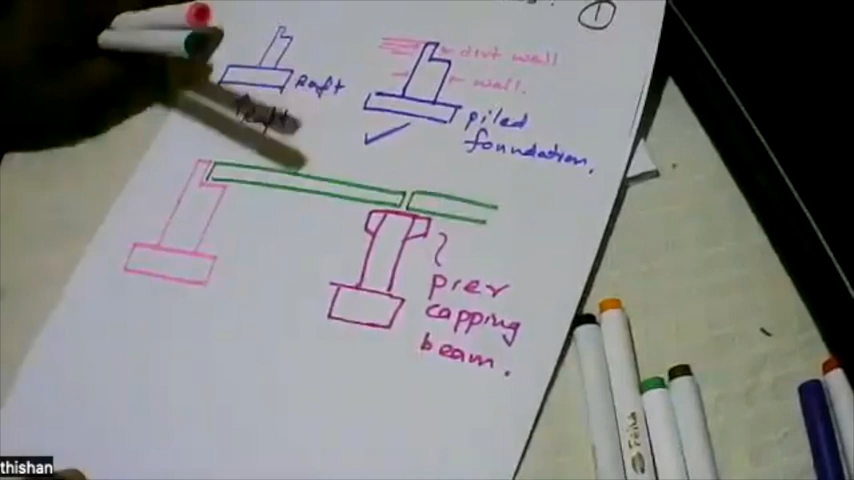 1
dirt wall
wall.
Raft
Raft
piled
foundation.
pier
capping
beam.
thishan